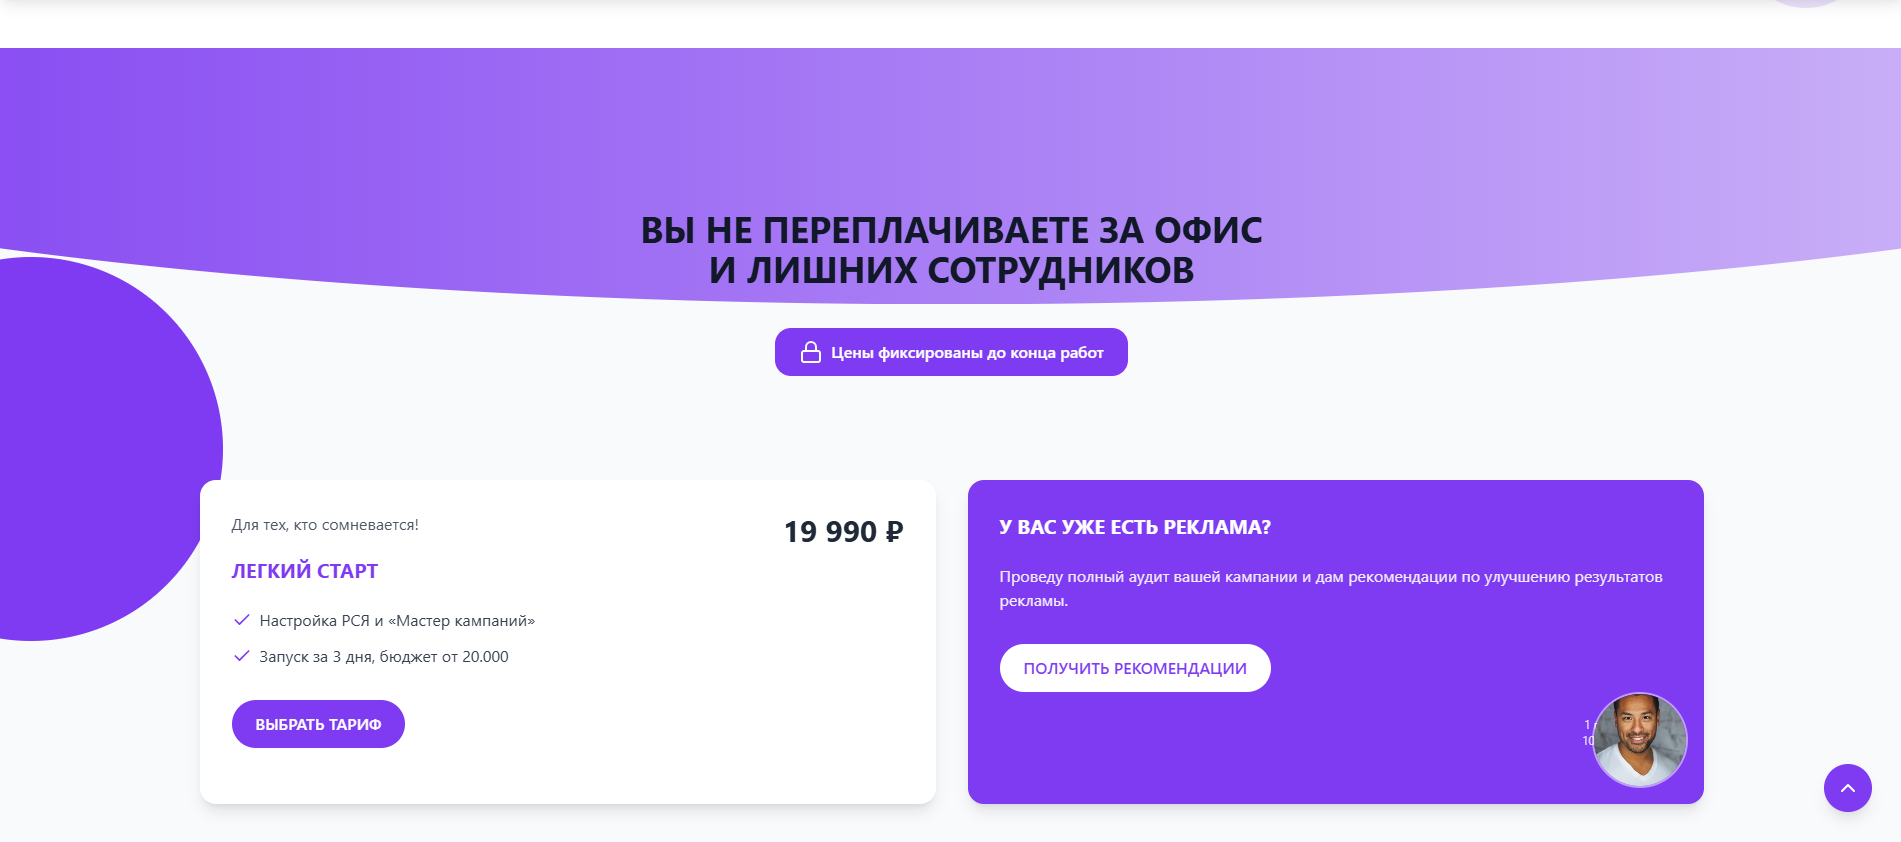 ВЫ НЕ ПЕРЕПЛАЧИВАЕТЕ ЗА ОФИС
И ЛИШНИХ СОТРУДНИКОВ
Цены фиксированы до конца работ
Для тех, кто сомневается!
19 990 ₽
ЛЕГКИЙ СТАРТ
Настройка РСЯ и «Мастер кампаний»
Запуск за 3 дня, бюджет от 20.000
ВЫБРАТЬ ТАРИФ
У ВАС УЖЕ ЕСТЬ РЕКЛАМА?
Проведу полный аудит вашей кампании и дам рекомендации по улучшению результатов
рекламы.
ПОЛУЧИТЬ РЕКОМЕНДАЦИИ
1
10